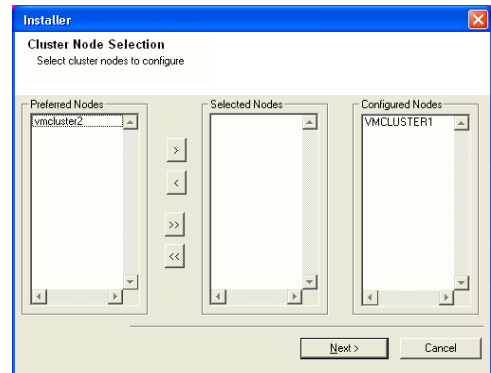 Installer
Cluster Node Selection
Select cluster nodes to configure
Preferred Nodes
vmcluster2
>
<
>>
<<
Selected Nodes
Configured Nodes
VMCLUSTER1
Next >
Cancel